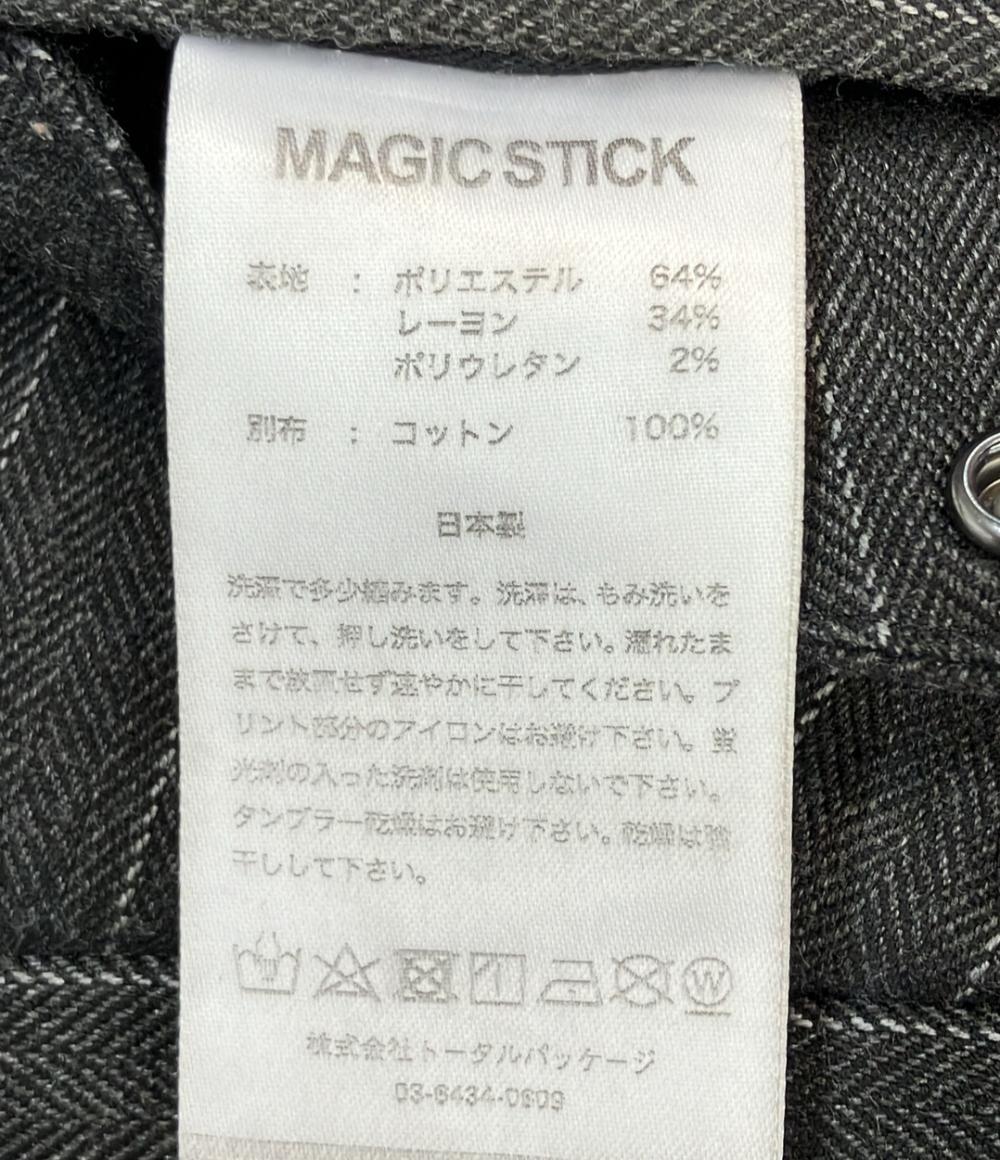 MAGIC STICK
表地 : ポリエステル 64%
レーヨン 34%
ポリウレタン 2%
別布 : コットン 100%
日本製
洗濯で多少縮みます。洗濯は、もみ洗いを
さけて、押し洗いをして下さい。濡れたま
まで放置せず速やかに干してください。プ
リント部分のアイロンはお避け下さい。蛍
光剤の入った洗剤は使用しないで下さい。
タンブラー乾燥はお避け下さい。乾燥は陰
干しして下さい。
W
株式会社トータルパッケージ
03-6434-0609